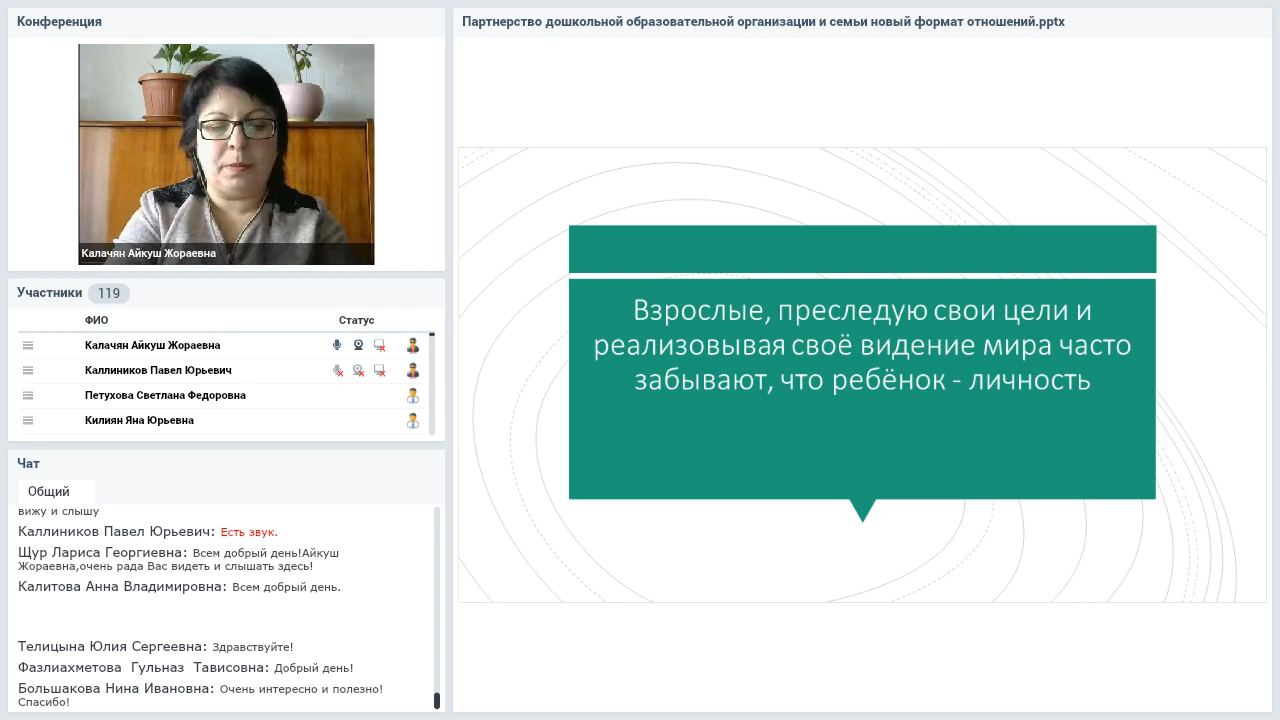 Конференция
Калачян Айкуш Жораевна
Участники 119
ФИО Статус
Калачян Айкуш Жораевна
Каллиников Павел Юрьевич
Петухова Светлана Федоровна
Килиян Яна Юрьевна
Чат
Общий
вижу и слышу
Каллиников Павел Юрьевич: Есть звук.
Щур Лариса Георгиевна: Всем добрый день!Айкуш
Жораевна,очень рада Вас видеть и слышать здесь!
Калитова Анна Владимировна: Всем добрый день.
Телицына Юлия Сергеевна: Здравствуйте!
Фазлиахметова Гульназ Тависовна: Добрый день!
Большакова Нина Ивановна: Очень интересно и полезно!
Спасибо!
Партнерство дошкольной образовательной организации и семьи новый формат отношений.pptx
Взрослые, преследую свои цели и
реализовывая своё видение мира часто
забывают, что ребёнок - личность